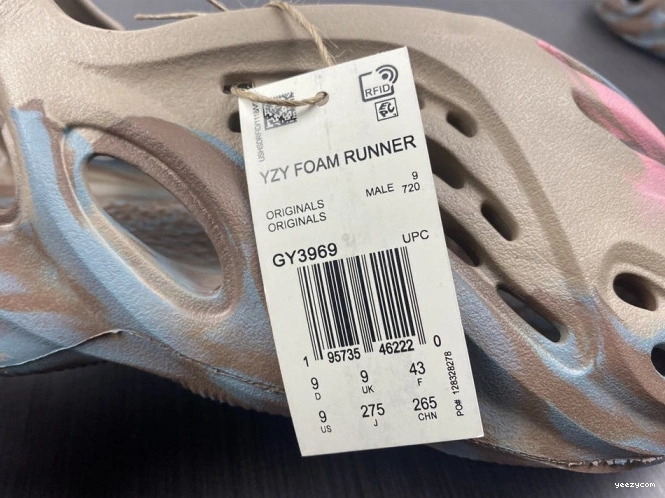 RFID
EPC
YZY FOAM RUNNER
ORIGINALS
ORIGINALS
MALE 9
720
GY3969
UPC
1 95735 46222 0
9 9 43
D UK F
9 275 265
US J CHN
PO# 128328278
yeezycom